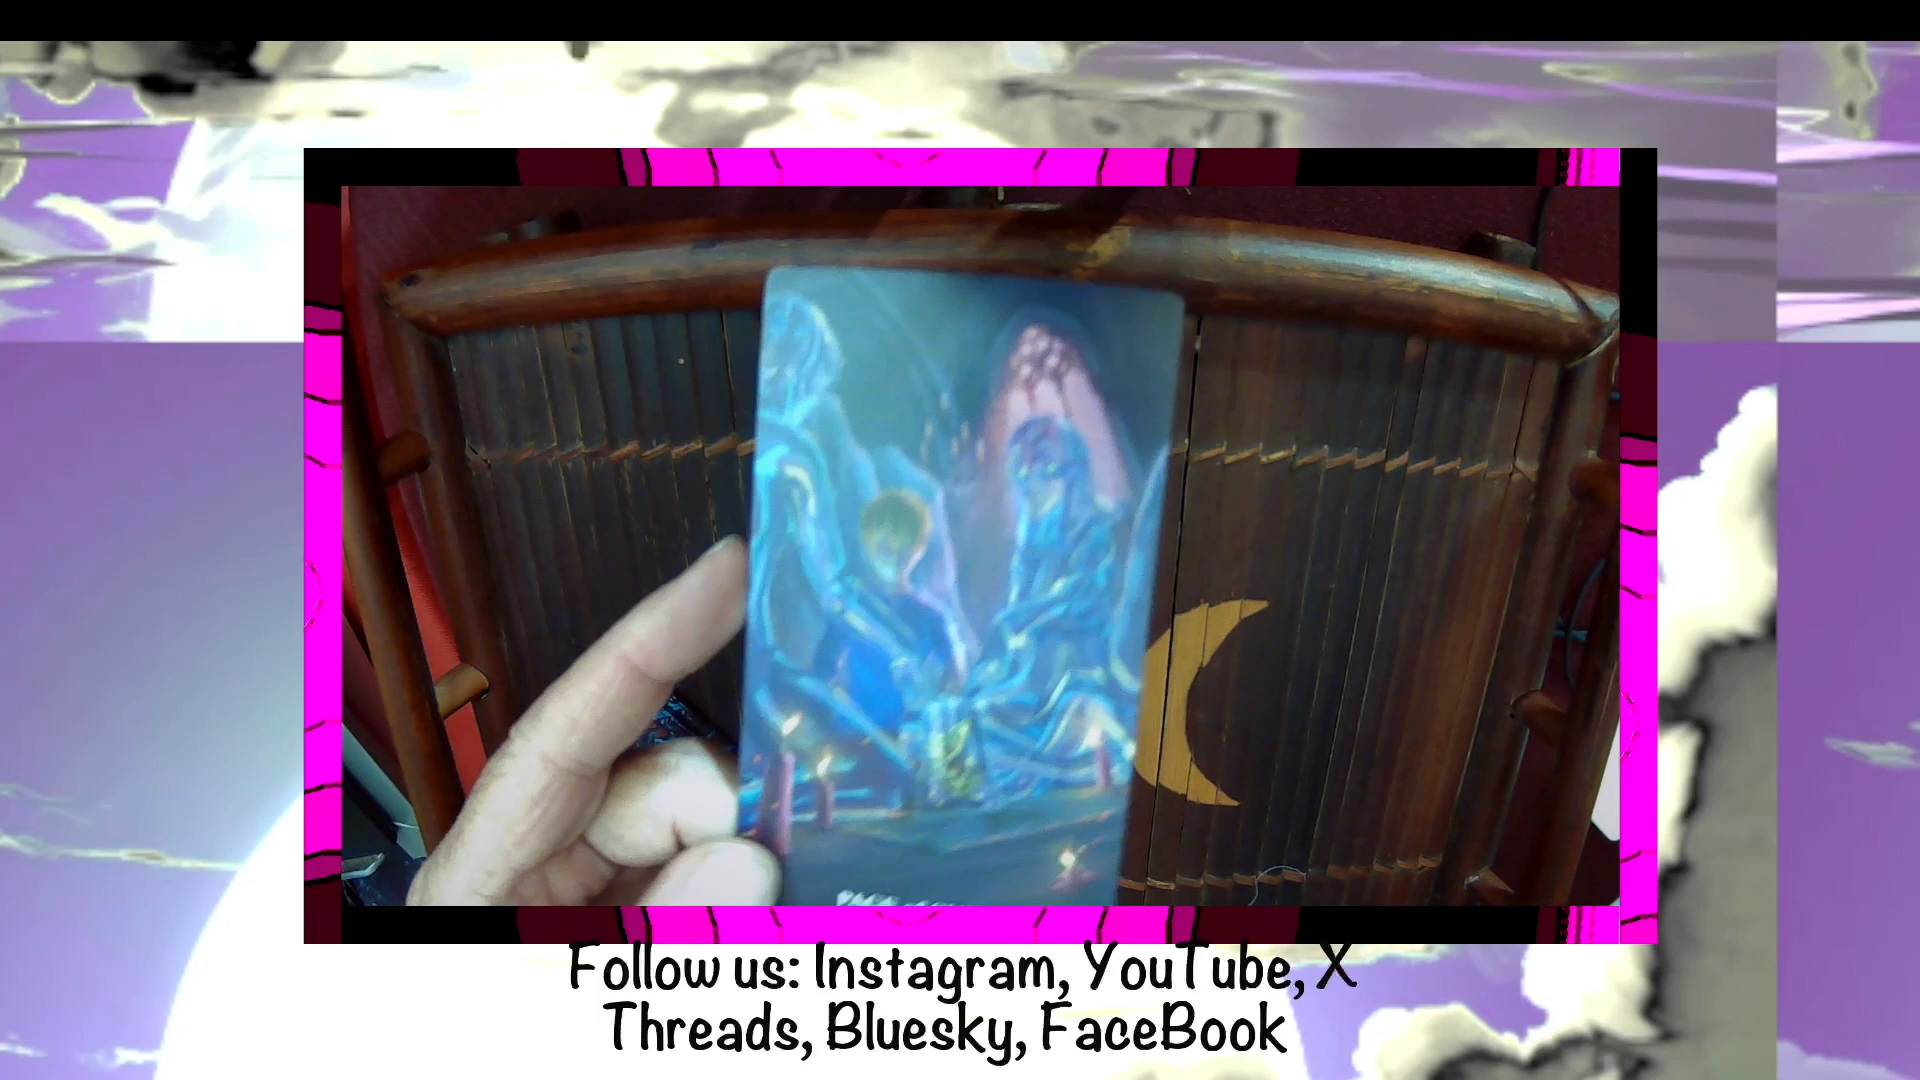 Follow us: Instagram, YouTube, X
Threads, Bluesky, FaceBook